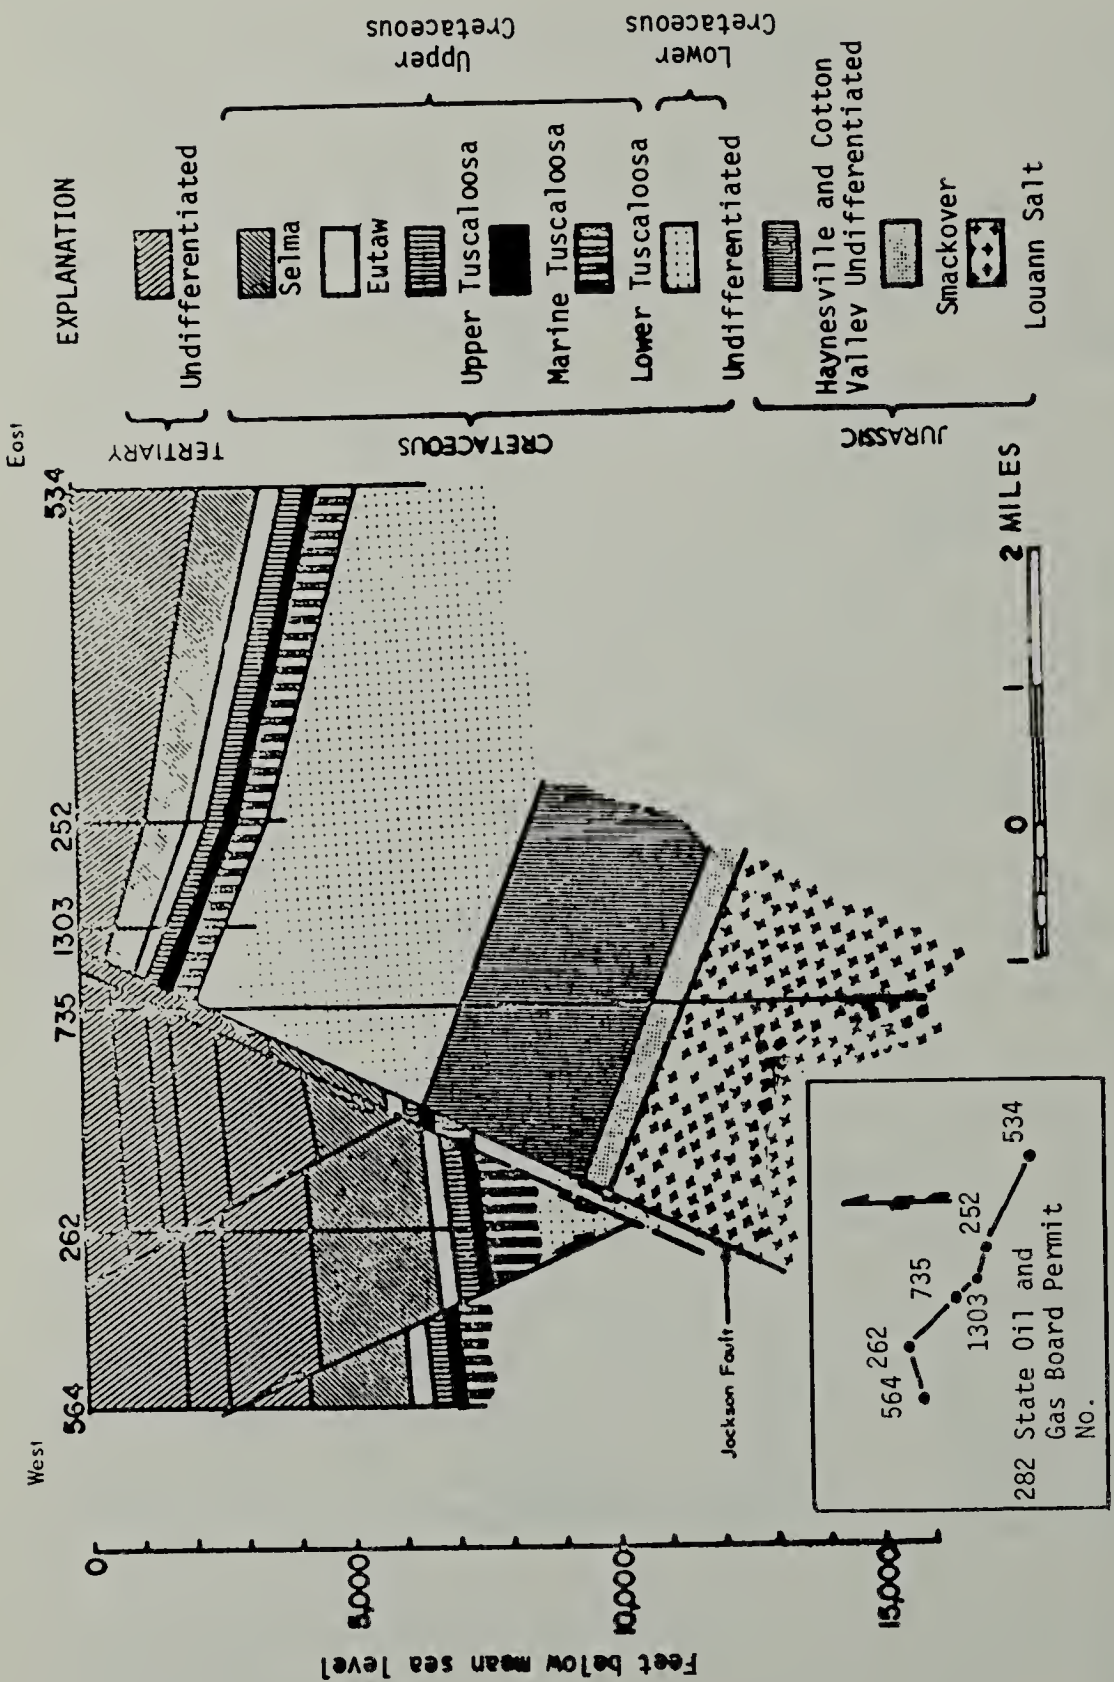 West
East
564
262
735
1303
252
534
0
5,000
10,000
15,000
Feet below mean sea level
Jackson Fault
564
262
735
1303
252
534
282 State Oil and
Gas Board Permit
No.
1
0
1
2 MILES
EXPLANATION
TERTIARY
Undifferentiated
CRETACEOUS
Selma
Eutaw
Upper Tuscaloosa
Marine Tuscaloosa
Lower Tuscaloosa
Upper
Cretaceous
Undifferentiated
Lower
Cretaceous
JURASSIC
Haynesville and Cotton
Valley Undifferentiated
Smackover
Louann Salt